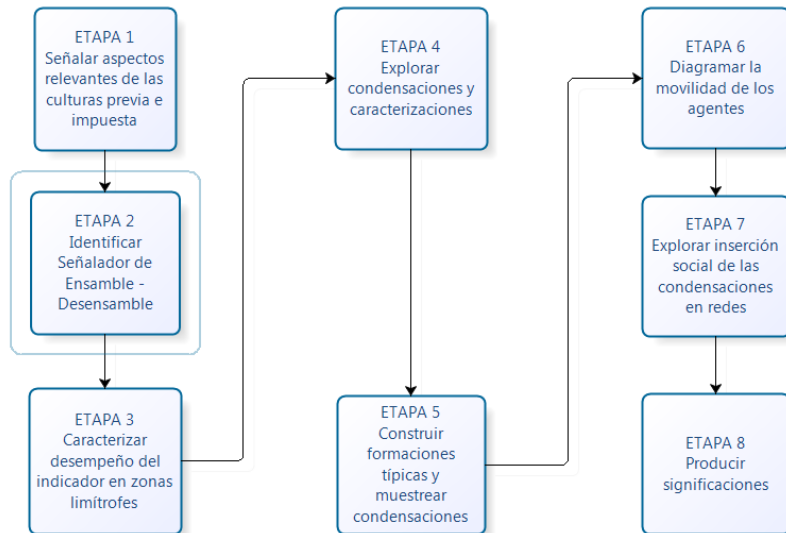 ETAPA 1
Señalar aspectos
relevantes de las
culturas previa e
impuesta
ETAPA 2
Identificar
Señalador de
Ensamble -
Desensamble
ETAPA 3
Caracterizar
desempeño del
indicador en zonas
limítrofes
ETAPA 4
Explorar
condensaciones y
caracterizaciones
ETAPA 5
Construir
formaciones
típicas y
muestrear
condensaciones
ETAPA 6
Diagramar la
movilidad de los
agentes
ETAPA 7
Explorar inserción
social de las
condensaciones
en redes
ETAPA 8
Producir
significaciones